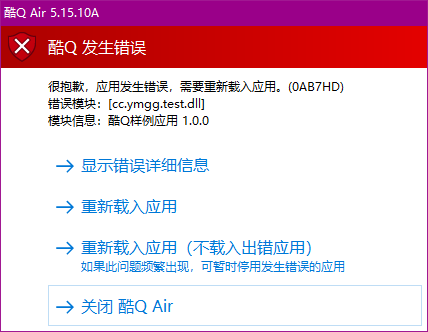 酷Q Air 5.15.10A
酷Q 发生错误
很抱歉，应用发生错误，需要重新载入应用。(0AB7HD)
错误模块：[cc.ymgg.test.dll]
模块信息：酷Q样例应用 1.0.0
显示错误详细信息
重新载入应用
重新载入应用（不载入出错应用）
如果此问题频繁出现，可暂时停用发生错误的应用
关闭 酷Q Air